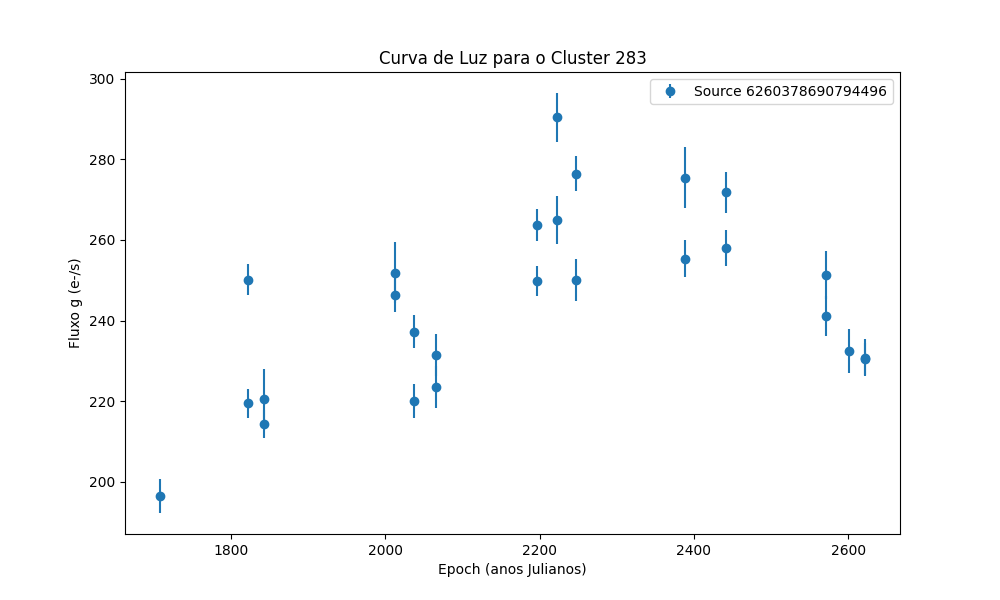 Curva de Luz para o Cluster 283
Source 6260378690794496
Fluxo g (e-/s)
300
280
260
240
220
200
1800
2000
2200
2400
2600
Epoch (anos Julianos)